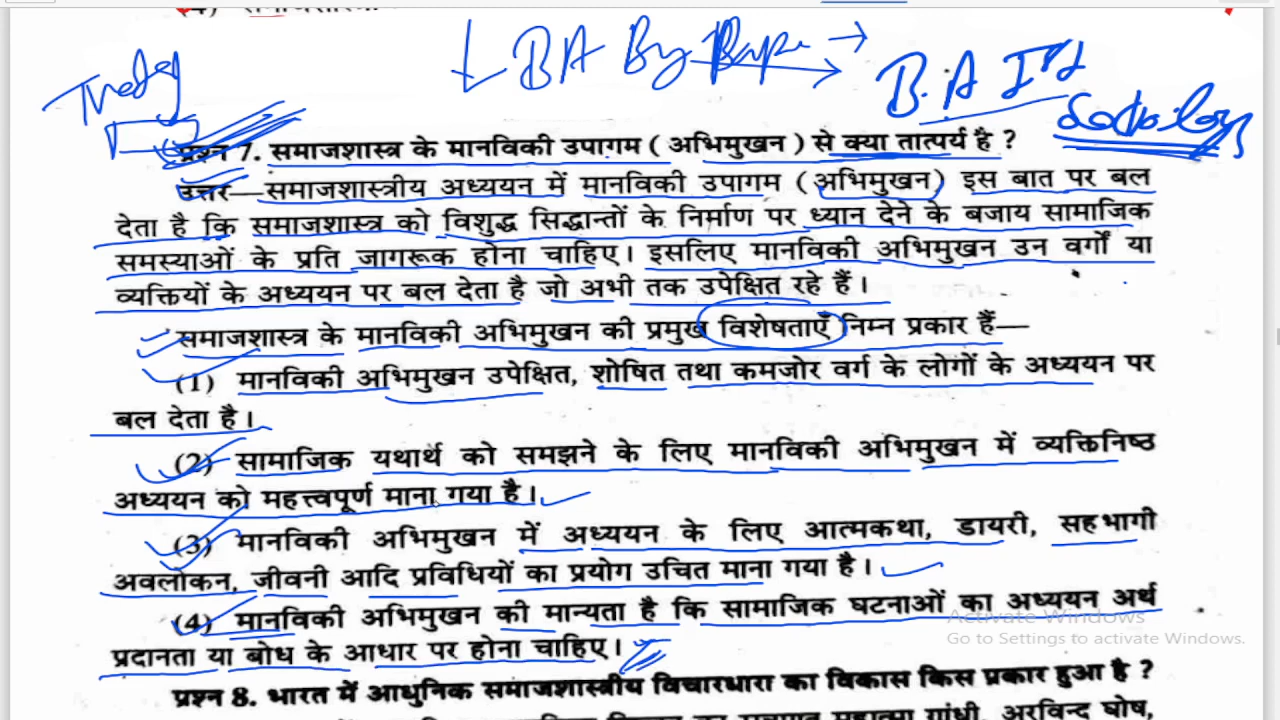 BA By
B.A Ist
प्रश्न 7. समाजशास्त्र के मानविकी उपागम ( अभिमुखन ) से क्या तात्पर्य है ?
उत्तर—समाजशास्त्रीय अध्ययन में मानविकी उपागम (अभिमुखन) इस बात पर बल
देता है कि समाजशास्त्र को विशुद्ध सिद्धान्तों के निर्माण पर ध्यान देने के बजाय सामाजिक
समस्याओं के प्रति जागरूक होना चाहिए। इसलिए मानविकी अभिमुखन उन वर्गों या
व्यक्तियों के अध्ययन पर बल देता है जो अभी तक उपेक्षित रहे हैं।
समाजशास्त्र के मानविकी अभिमुखन की प्रमुख विशेषताएँ निम्न प्रकार हैं—
(1) मानविकी अभिमुखन उपेक्षित, शोषित तथा कमजोर वर्ग के लोगों के अध्ययन पर
बल देता है।
(2) सामाजिक यथार्थ को समझने के लिए मानविकी अभिमुखन में व्यक्तिनिष्ठ
अध्ययन को महत्त्वपूर्ण माना गया है।
(3) मानविकी अभिमुखन में अध्ययन के लिए आत्मकथा, डायरी, सहभागी
अवलोकन, जीवनी आदि प्रविधियों का प्रयोग उचित माना गया है।
(4) मानविकी अभिमुखन की मान्यता है कि सामाजिक घटनाओं का अध्ययन अर्थ
प्रदानता या बोध के आधार पर होना चाहिए।
Activate Windows
Go to Settings to activate Windows.
प्रश्न 8. भारत में आधुनिक समाजशास्त्रीय विचारधारा का विकास किस प्रकार हुआ है ?
महात्मा गांधी, अरविन्द घोष,